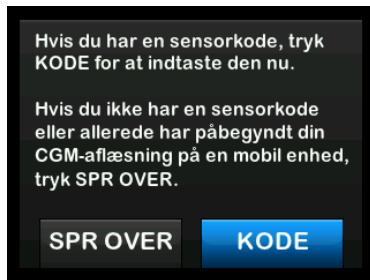 Hvis du har en sensorkode, tryk
KODE for at indtaste den nu.
Hvis du ikke har en sensorkode
eller allerede har påbegyndt din
CGM-aflæsning på en mobil enhed,
tryk SPR OVER.
SPR OVER
KODE